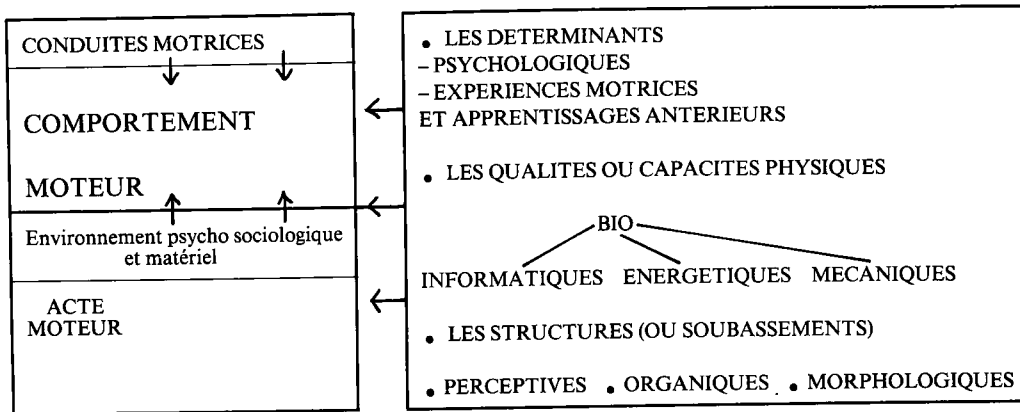 CONDUITES MOTRICES
COMPORTEMENT
MOTEUR
Environnement psycho sociologique
et matériel
ACTE
MOTEUR
• LES DETERMINANTS
– PSYCHOLOGIQUES
– EXPERIENCES MOTRICES
ET APPRENTISSAGES ANTERIEURS
• LES QUALITES OU CAPACITES PHYSIQUES
BIO
INFORMATIQUES ENERGETIQUES MECANIQUES
• LES STRUCTURES (OU SOUBASSEMENTS)
• PERCEPTIVES • ORGANIQUES • MORPHOLOGIQUES